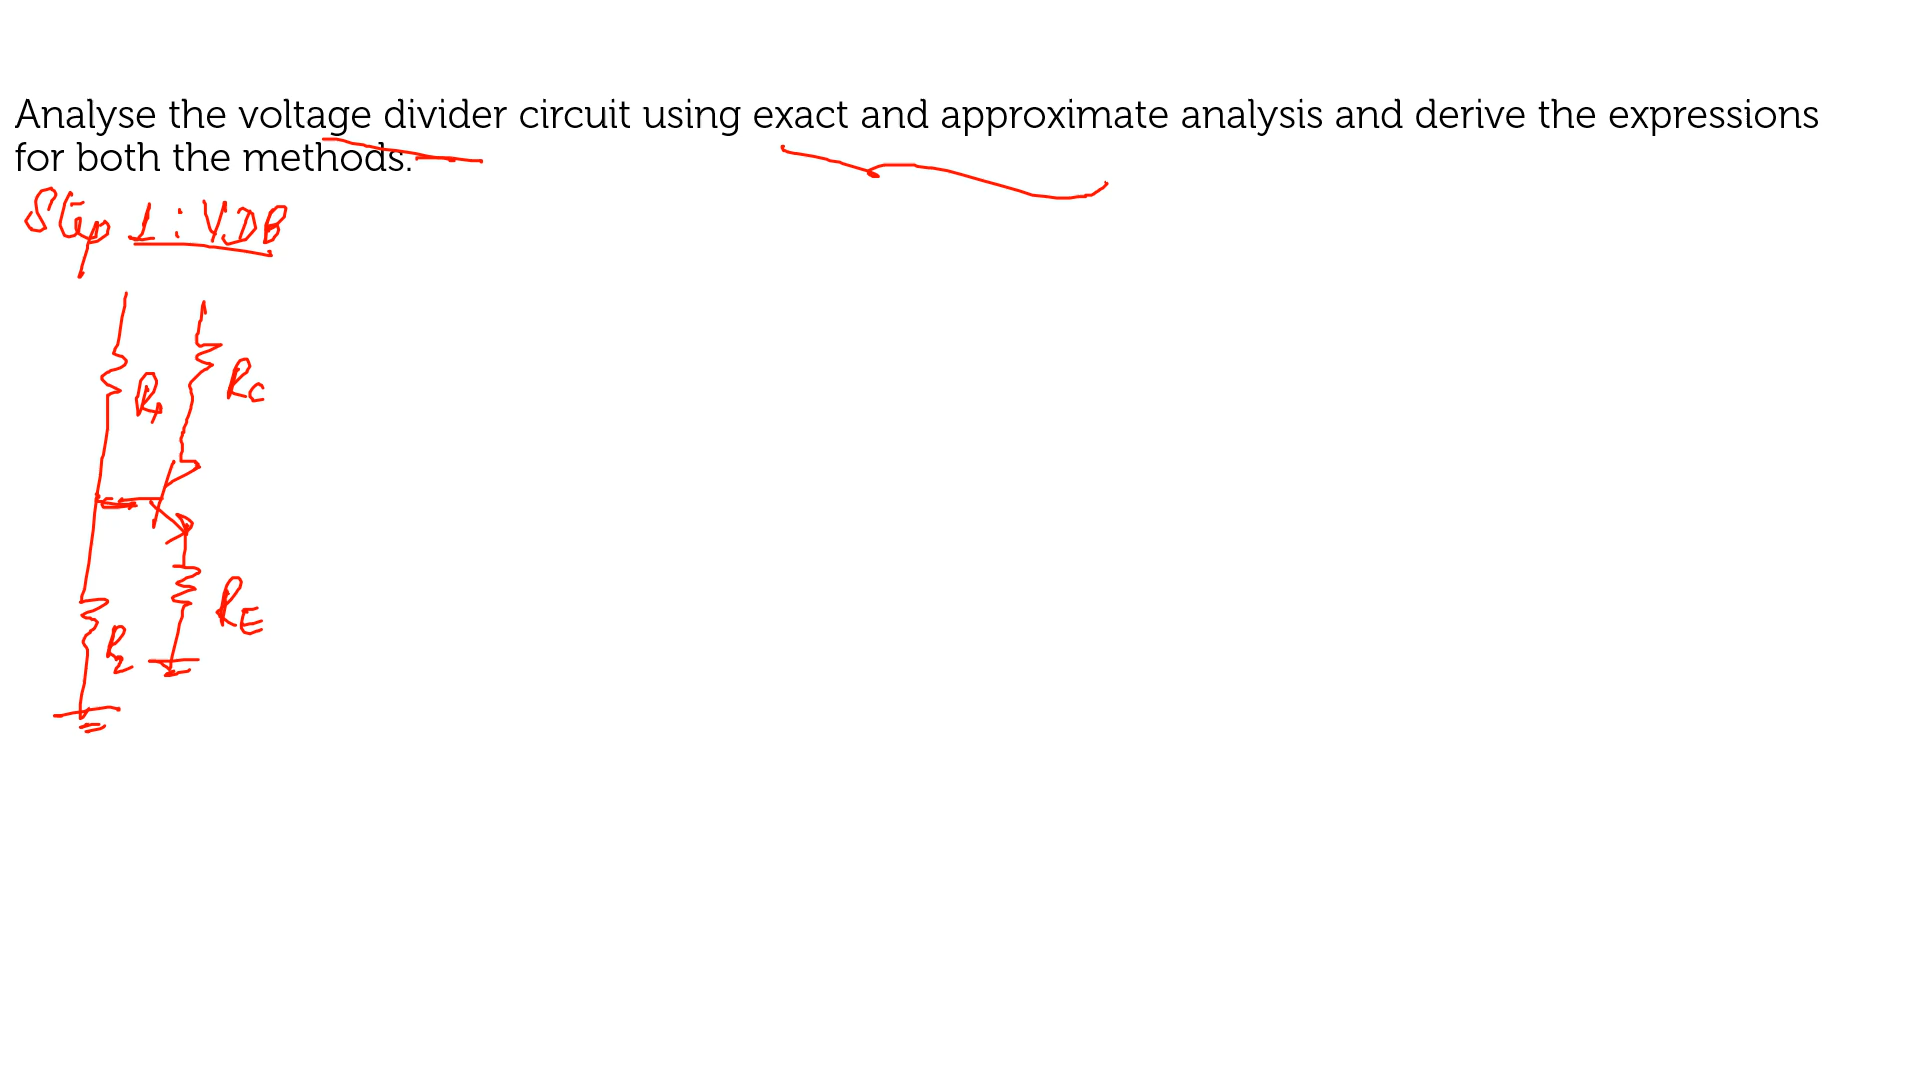 Analyse the voltage divider circuit using exact and approximate analysis and derive the expressions
for both the methods.
Step 1: VDB
R1
RC
R2
RE